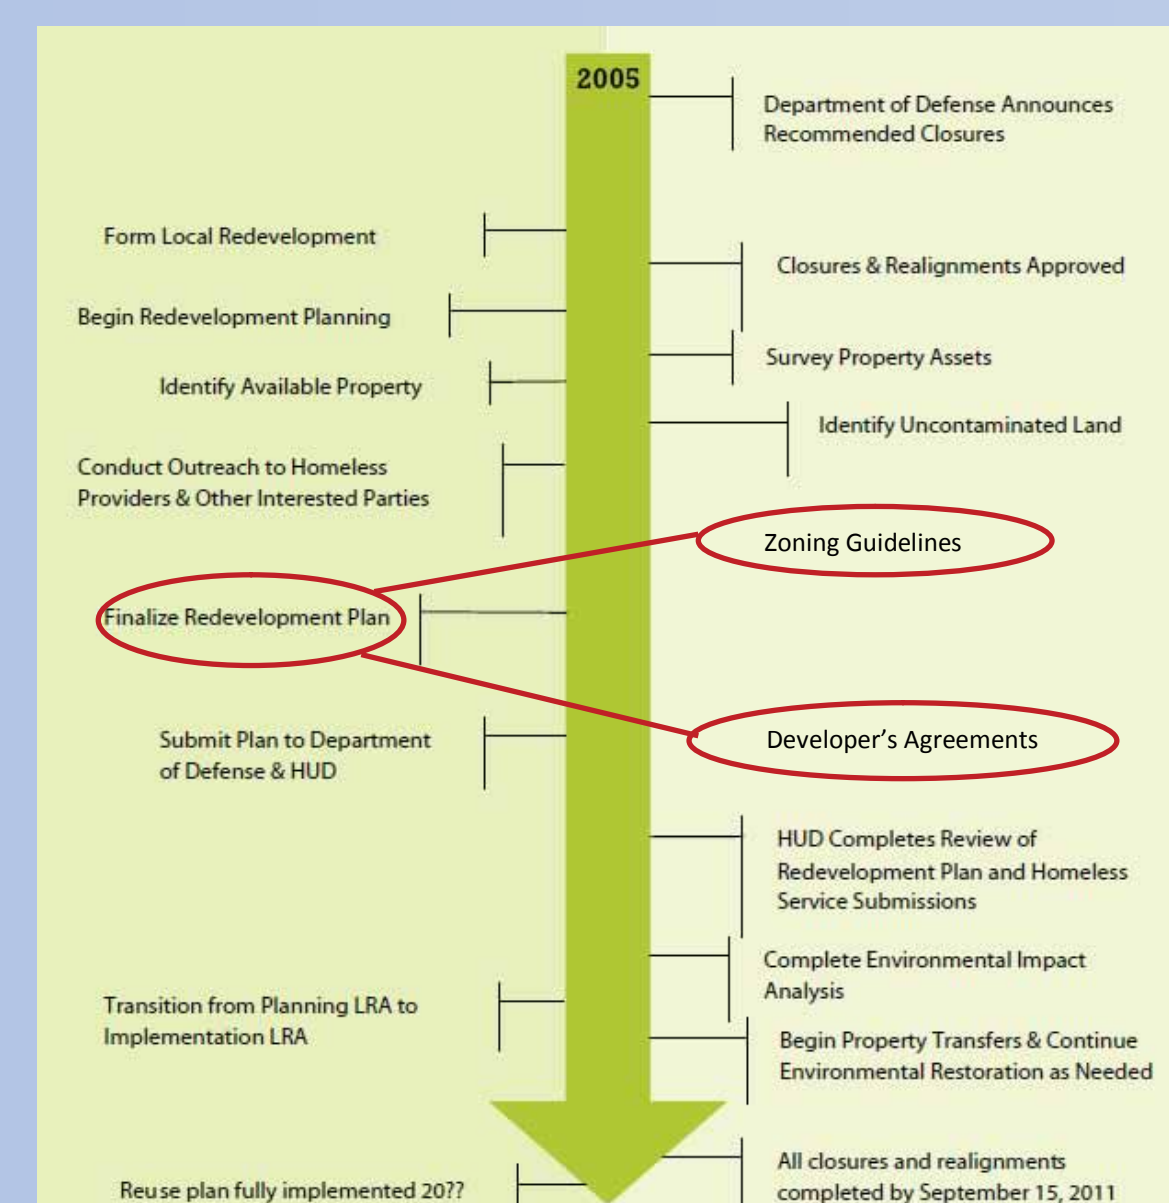 2005
Department of Defense Announces
Recommended Closures
Form Local Redevelopment
Closures & Realignments Approved
Begin Redevelopment Planning
Survey Property Assets
Identify Available Property
Identify Uncontaminated Land
Conduct Outreach to Homeless
Providers & Other Interested Parties
Zoning Guidelines
Finalize Redevelopment Plan
Submit Plan to Department
of Defense & HUD
Developer’s Agreements
HUD Completes Review of
Redevelopment Plan and Homeless
Service Submissions
Complete Environmental Impact
Analysis
Transition from Planning LRA to
Implementation LRA
Begin Property Transfers & Continue
Environmental Restoration as Needed
All closures and realignments
completed by September 15, 2011
Reuse plan fully implemented 20??